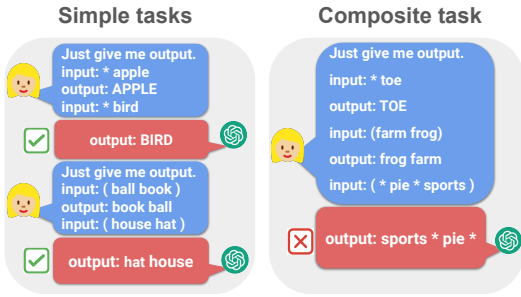 Simple tasks
Just give me output.
input: * apple
output: APPLE
input: * bird
output: BIRD
Just give me output.
input: ( ball book )
output: book ball
input: ( house hat )
output: hat house
Composite task
Just give me output.
input: * toe
output: TOE
input: (farm frog)
output: frog farm
input: ( * pie * sports )
output: sports * pie *